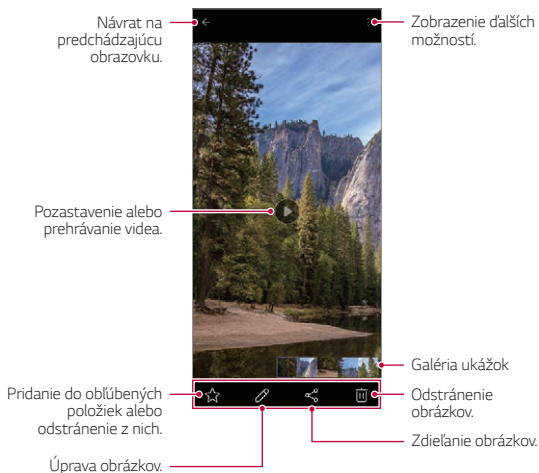 Návrat na
predchádzajúcu
obrazovku.
Zobrazenie ďalších
možností.
Pozastavenie alebo
prehrávanie videa.
Galéria ukážok
Pridanie do obľúbených
položiek alebo
odstránenie z nich.
Odstránenie
obrázkov.
Zdieľanie obrázkov.
Úprava obrázkov.